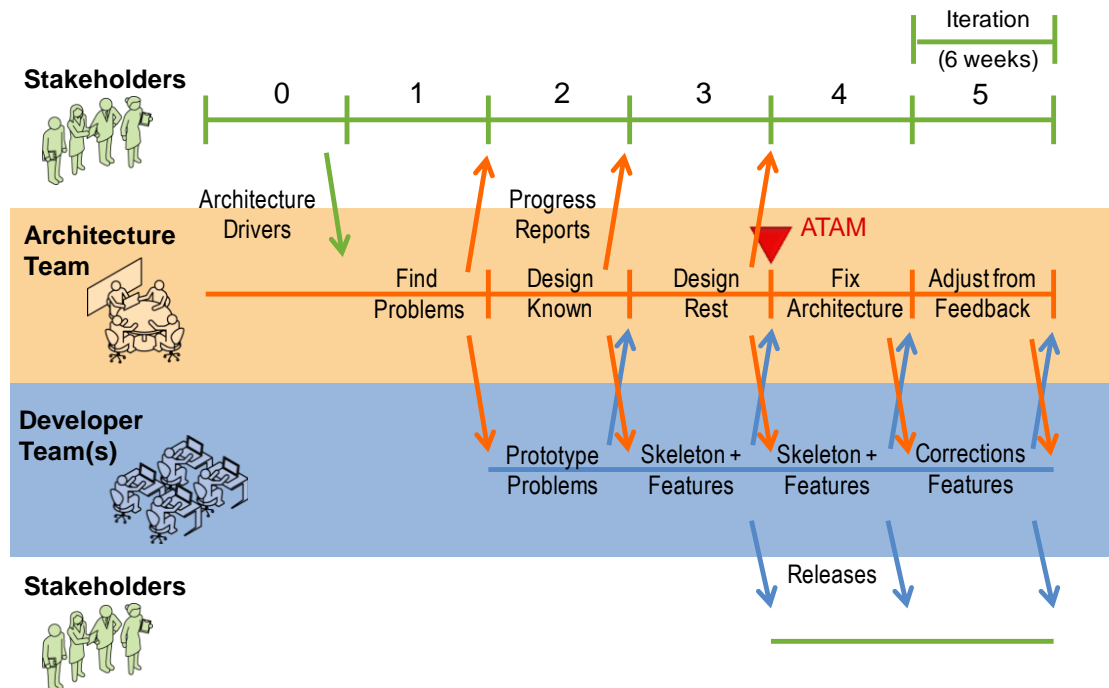 Iteration
(6 weeks)
Stakeholders
0 1 2 3 4 5
Architecture
Drivers
Progress
Reports
ATAM
Architecture
Team
Find
Problems
Design
Known
Design
Rest
Fix
Architecture
Adjust from
Feedback
Developer
Team(s)
Prototype
Problems
Skeleton +
Features
Skeleton +
Features
Corrections
Features
Releases
Stakeholders